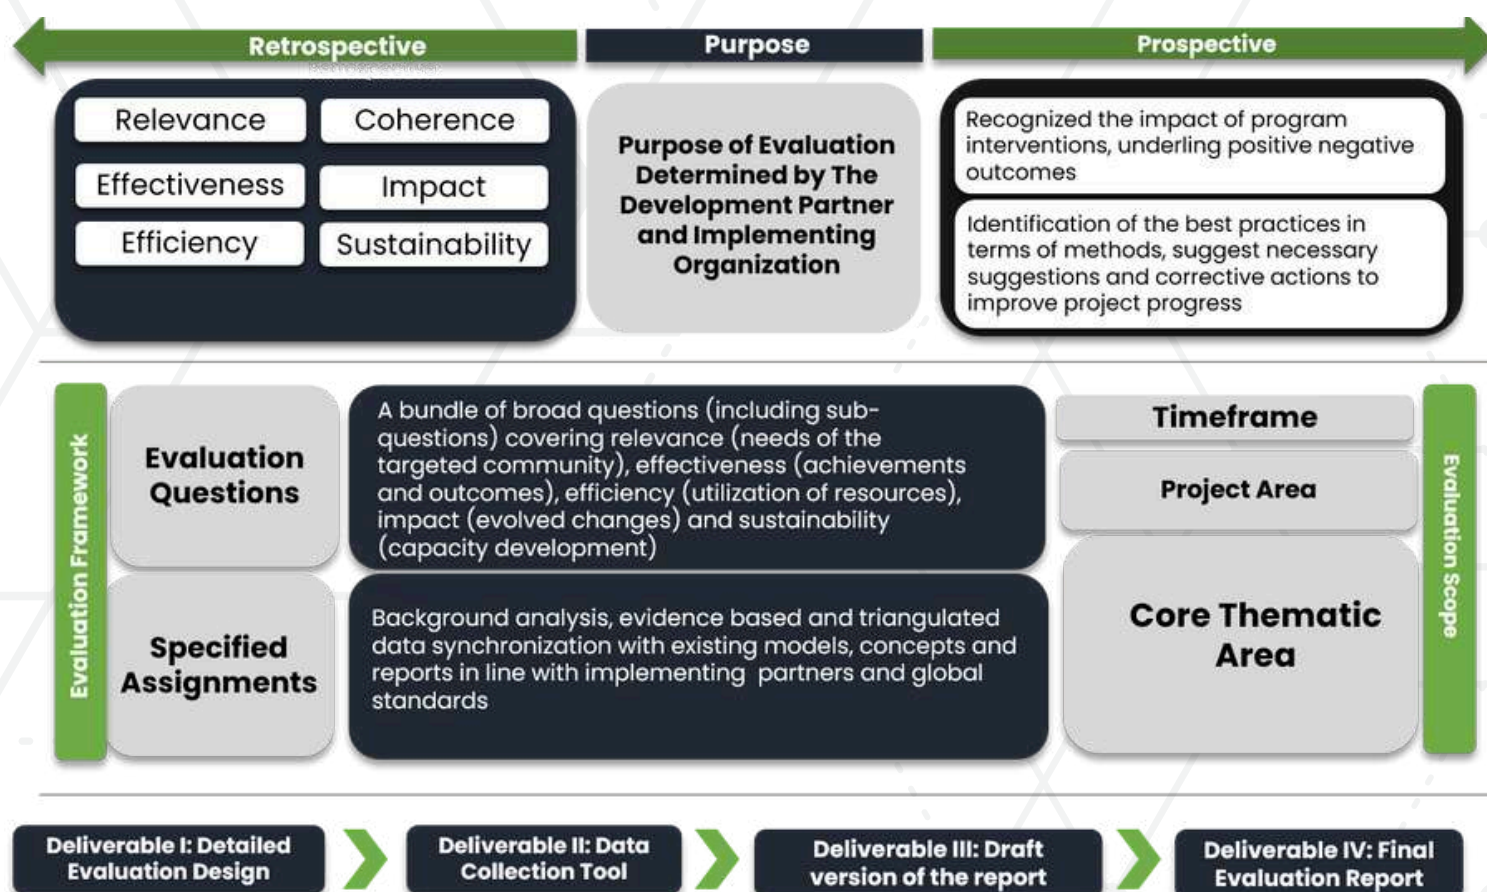 Retrospective
Purpose
Prospective
Relevance
Coherence
Effectiveness
Impact
Efficiency
Sustainability
Purpose of Evaluation
Determined by The
Development Partner
and Implementing
Organization
Recognized the impact of program
interventions, underling positive negative
outcomes
Identification of the best practices in
terms of methods, suggest necessary
suggestions and corrective actions to
improve project progress
Evaluation Framework
Evaluation
Questions
A bundle of broad questions (including sub-
questions) covering relevance (needs of the
targeted community), effectiveness (achievements
and outcomes), efficiency (utilization of resources),
impact (evolved changes) and sustainability
(capacity development)
Specified
Assignments
Background analysis, evidence based and triangulated
data synchronization with existing models, concepts and
reports in line with implementing partners and global
standards
Timeframe
Project Area
Core Thematic
Area
Evaluation Scope
Deliverable I: Detailed
Evaluation Design
Deliverable II: Data
Collection Tool
Deliverable III: Draft
version of the report
Deliverable IV: Final
Evaluation Report